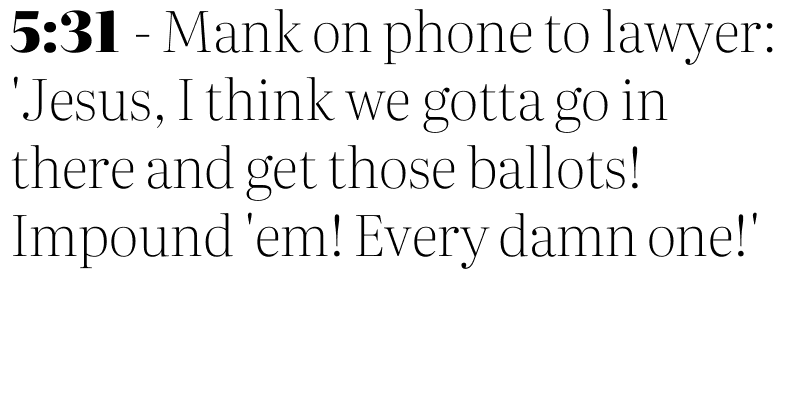 5:31 - Mank on phone to lawyer:
'Jesus, I think we gotta go in
there and get those ballots!
Impound 'em! Every damn one!'